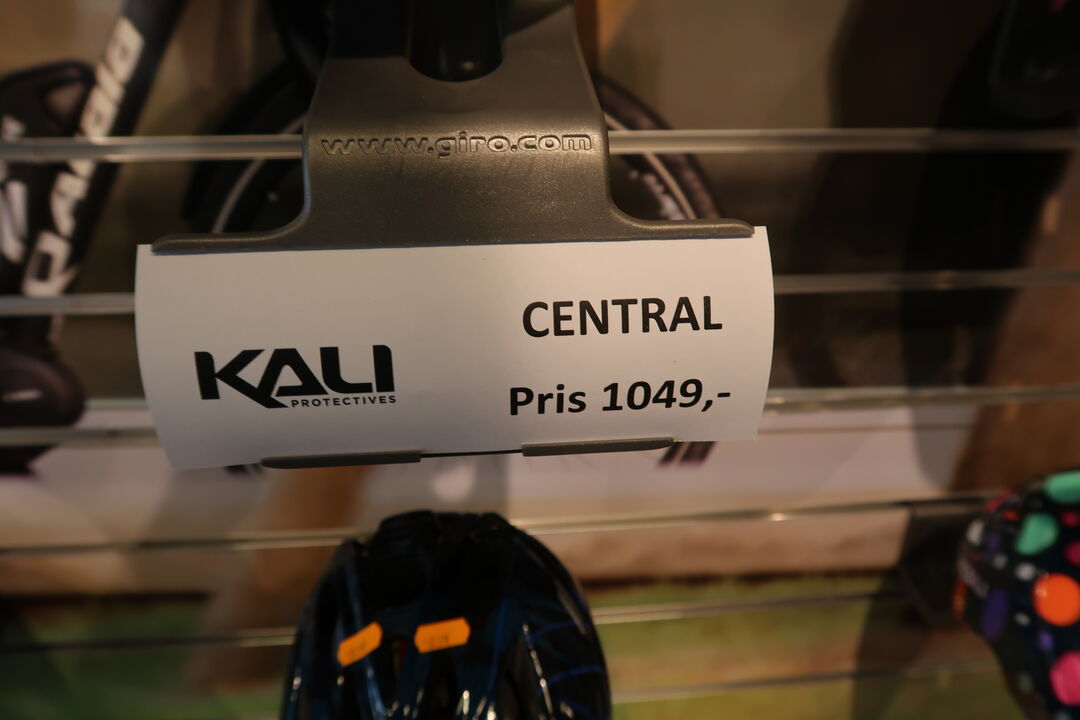 www.giro.com
CENTRAL
KALI
PROTECTIVES
Pris 1049,-